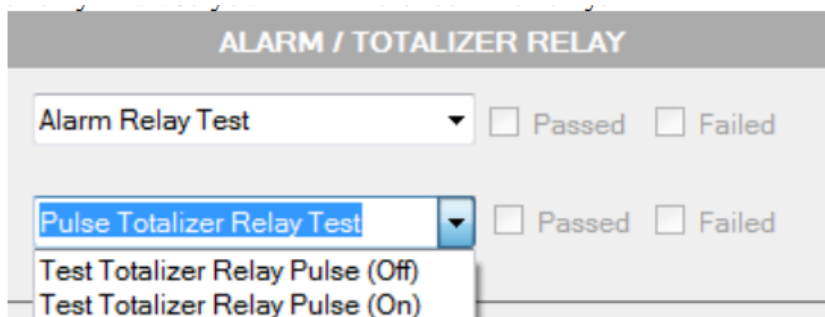 ALARM / TOTALIZER RELAY
Alarm Relay Test Passed Failed
Pulse Totalizer Relay Test Passed Failed
Test Totalizer Relay Pulse (Off)
Test Totalizer Relay Pulse (On)